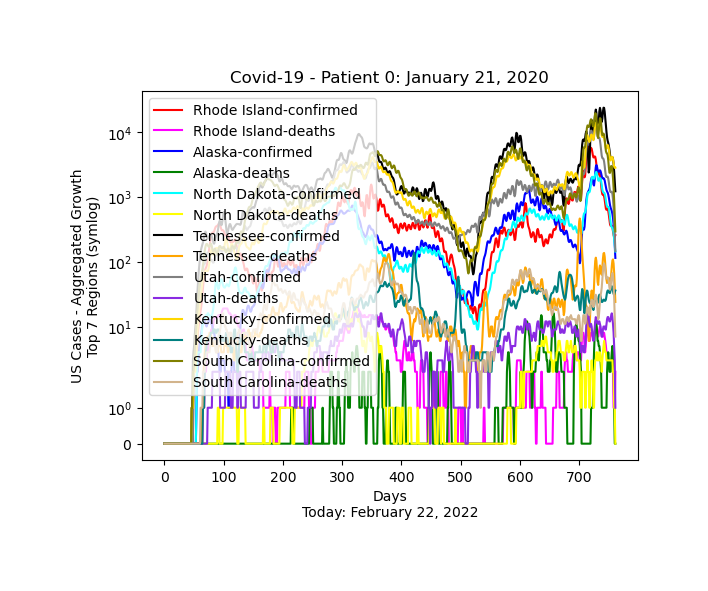 Covid-19 - Patient 0: January 21, 2020
US Cases - Aggregated Growth
Top 7 Regions (symlog)
10⁴
10³
10²
10¹
10⁰
0
Rhode Island-confirmed
Rhode Island-deaths
Alaska-confirmed
Alaska-deaths
North Dakota-confirmed
North Dakota-deaths
Tennessee-confirmed
Tennessee-deaths
Utah-confirmed
Utah-deaths
Kentucky-confirmed
Kentucky-deaths
South Carolina-confirmed
South Carolina-deaths
0 100 200 300 400 500 600 700
Days
Today: February 22, 2022